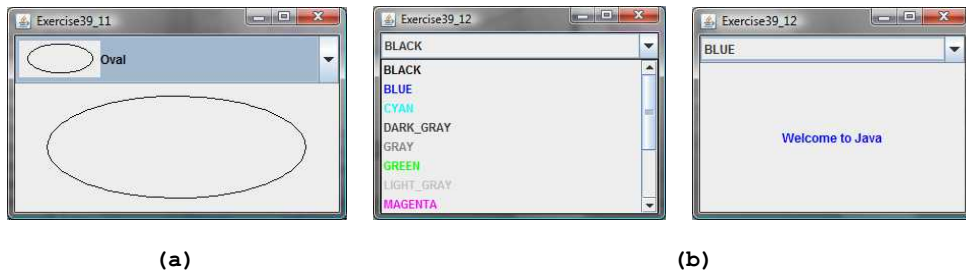 Exercise39_11
Oval
Exercise39_12
BLACK
BLACK
BLUE
CYAN
DARK_GRAY
GRAY
GREEN
LIGHT_GRAY
MAGENTA
Exercise39_12
BLUE
Welcome to Java
(a)
(b)